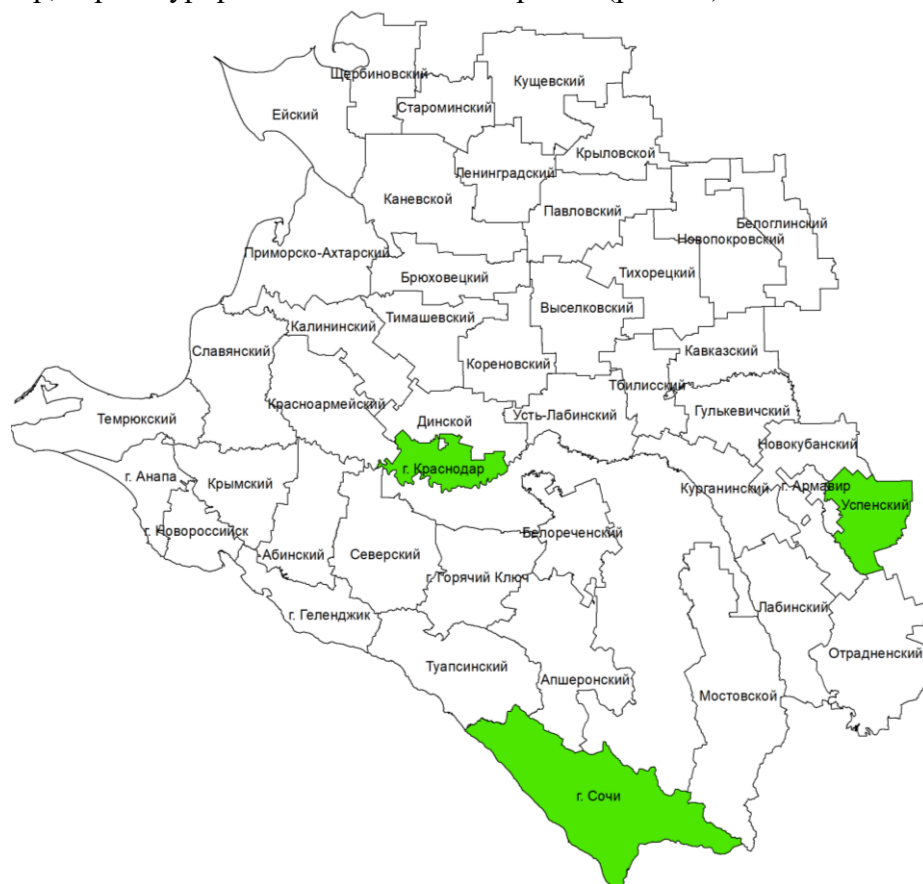 Щербиновский
Кущевский
Староминский
Ейский
Крыловской
Ленинградский
Каневской
Павловский
Белоглинский
Новопокровский
Приморско-Ахтарский
Тихорецкий
Брюховецкий
Выселковский
Тимашевский
Калининский
Славянский
Кавказский
Кореновский
Тбилисский
Красноармейский
Усть-Лабинский
Гулькевичский
Темрюкский
Динской
Новокубанский
г. Краснодар
г. Анапа
Крымский
Курганинский
г. Армавир
Успенский
г. Новороссийск
Белореченский
Абинский
Северский
г. Горячий Ключ
Лабинский
г. Геленджик
Отрадненский
Туапсинский
Апшеронский
Мостовской
г. Сочи